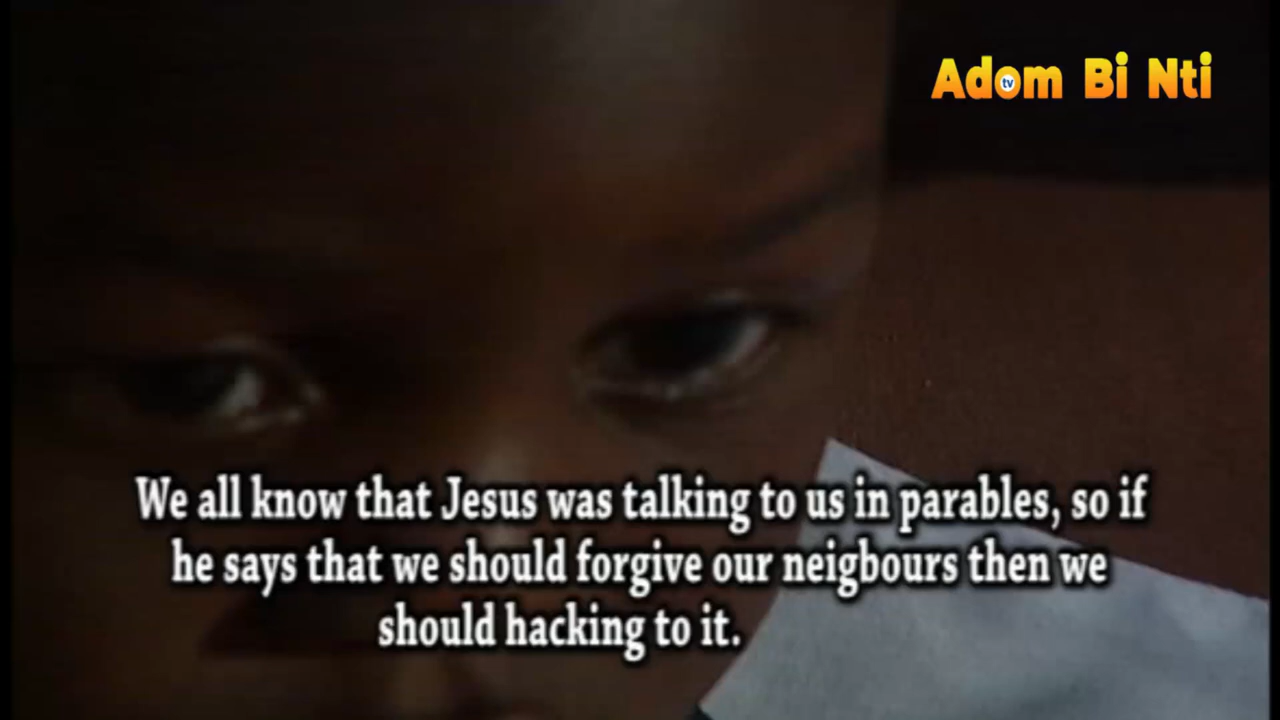 Adom Bi Nti
tv
We all know that Jesus was talking to us in parables, so if
he says that we should forgive our neigbours then we
should hacking to it.